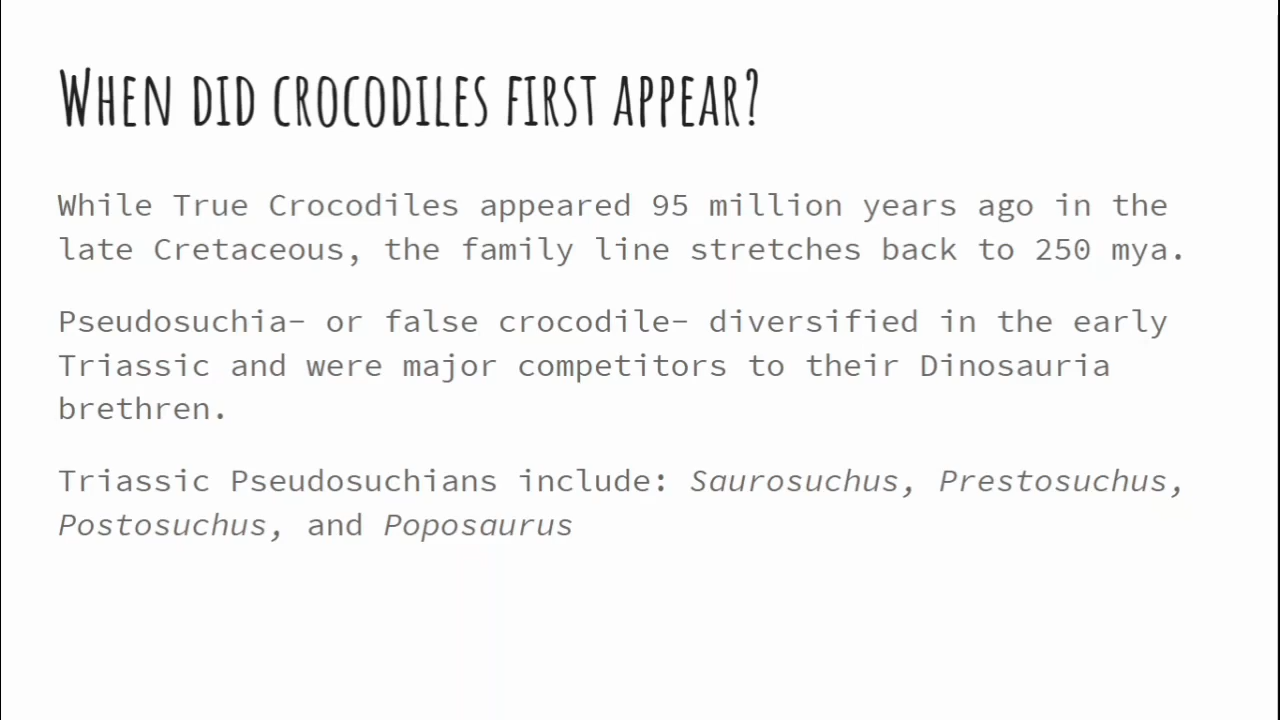 When did crocodiles first appear?
While True Crocodiles appeared 95 million years ago in the
late Cretaceous, the family line stretches back to 250 mya.
Pseudosuchia– or false crocodile– diversified in the early
Triassic and were major competitors to their Dinosauria
brethren.
Triassic Pseudosuchians include: Saurosuchus, Prestosuchus,
Postosuchus, and Poposaurus